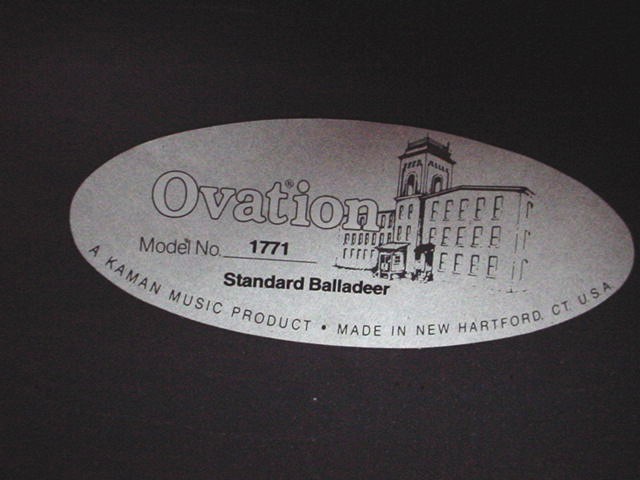 Ovation®
Model No. 1771
Standard Balladeer
A KAMAN MUSIC PRODUCT • MADE IN NEW HARTFORD, CT. U.S.A.